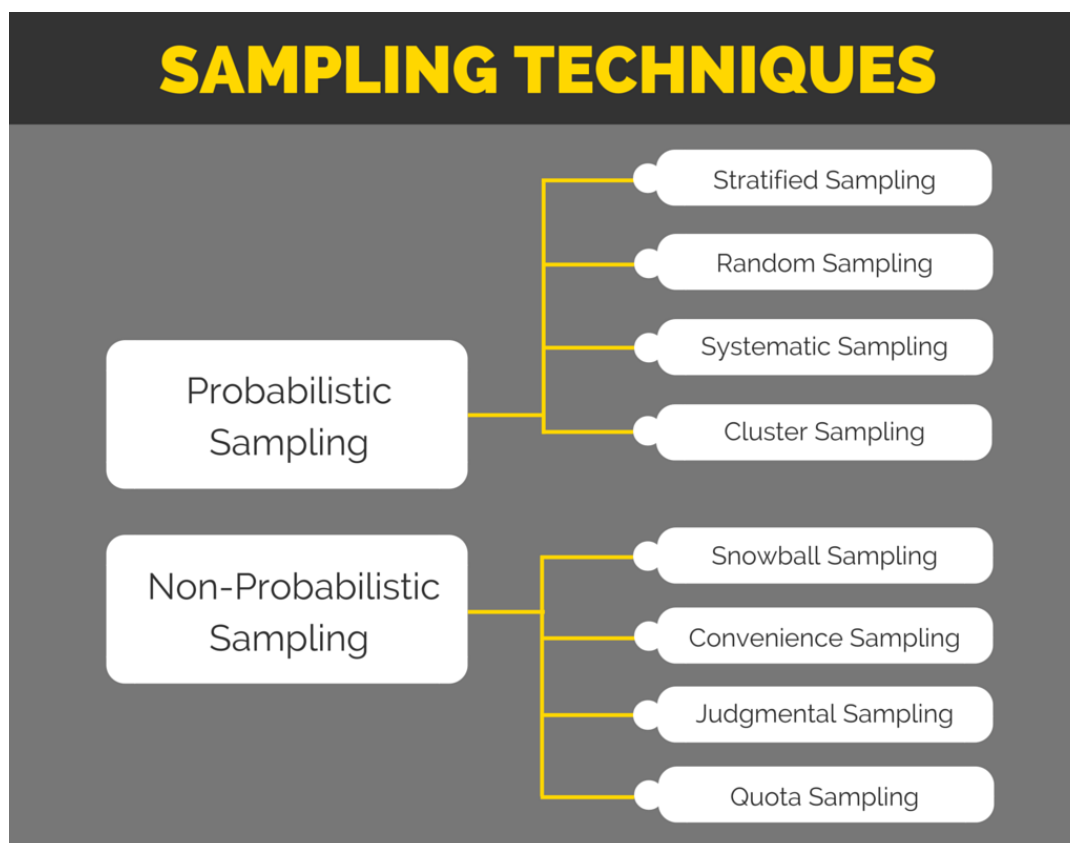 SAMPLING TECHNIQUES
Probabilistic
Sampling
Stratified Sampling
Random Sampling
Systematic Sampling
Cluster Sampling
Non-Probabilistic
Sampling
Snowball Sampling
Convenience Sampling
Judgmental Sampling
Quota Sampling